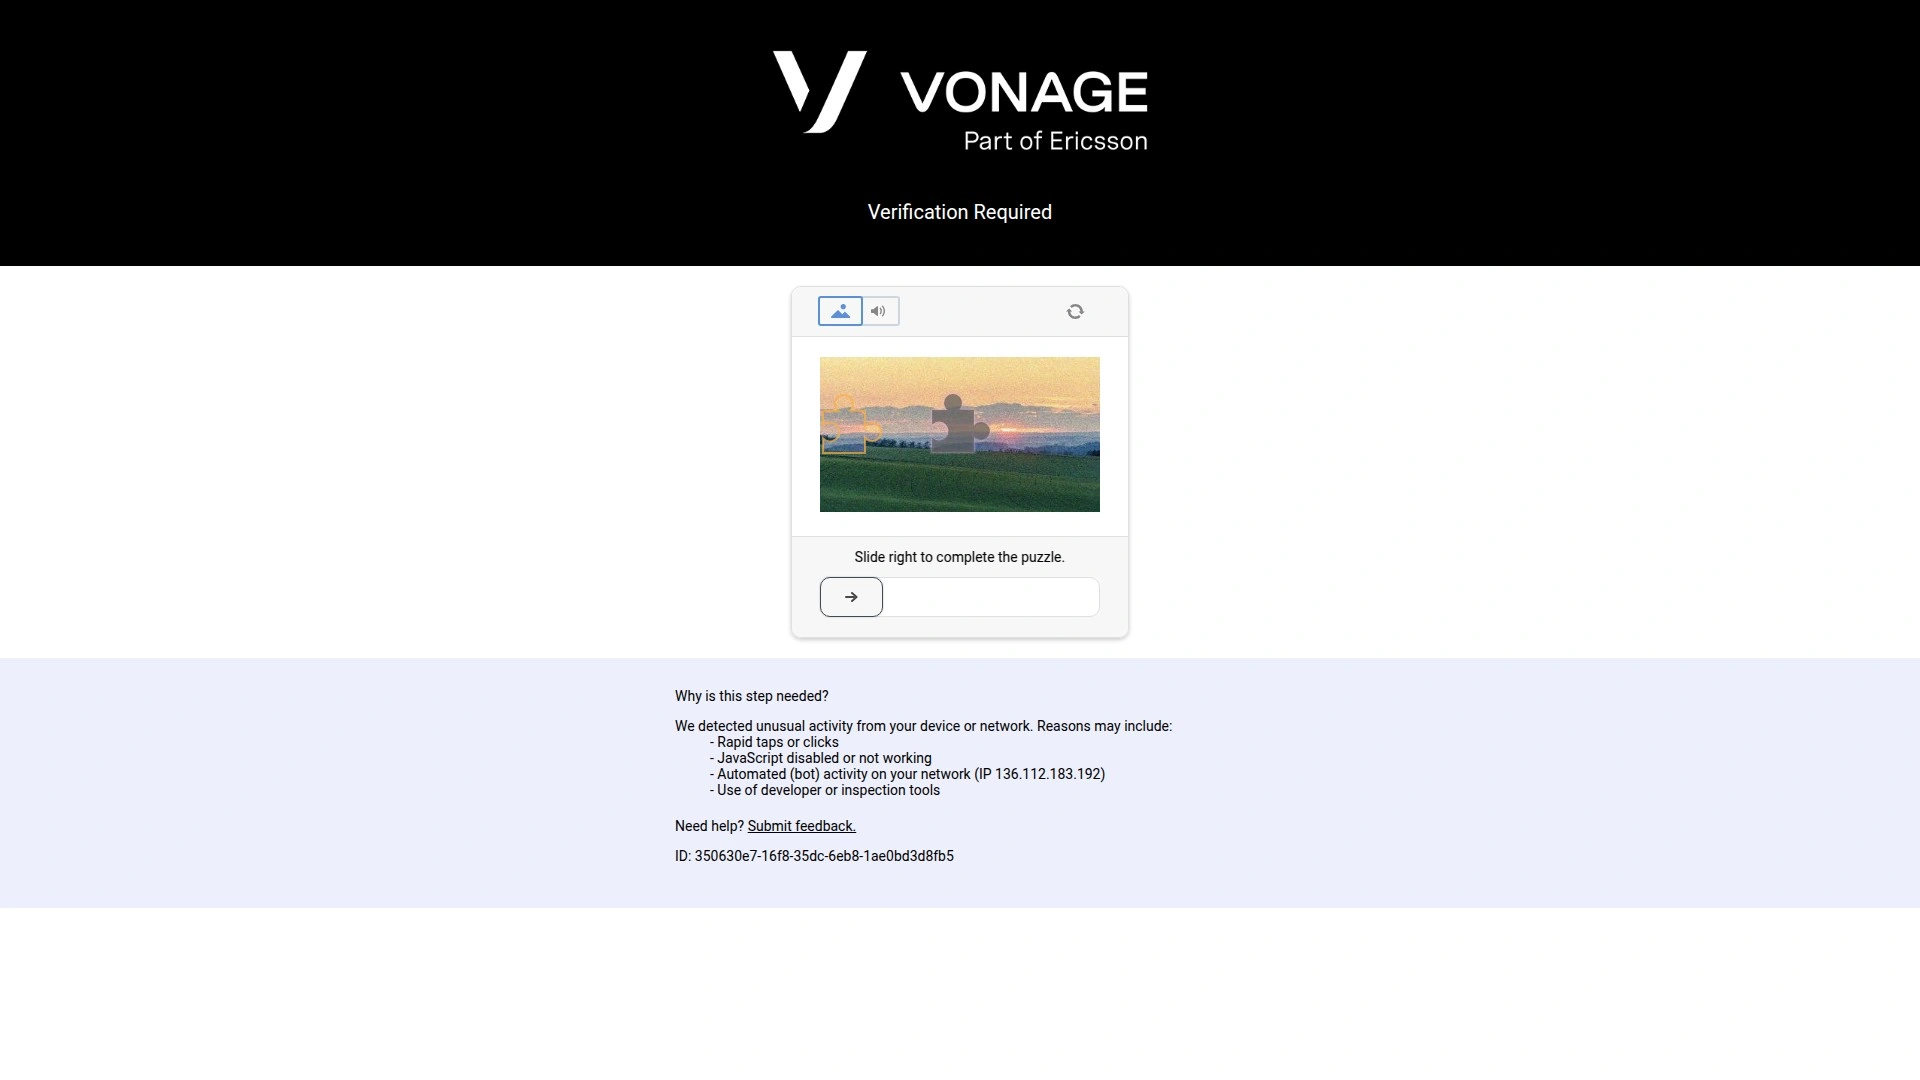 VONAGE
Part of Ericsson
Verification Required
Slide right to complete the puzzle.
Why is this step needed?
We detected unusual activity from your device or network. Reasons may include:
- Rapid taps or clicks
- JavaScript disabled or not working
- Automated (bot) activity on your network (IP 136.112.183.192)
- Use of developer or inspection tools
Need help? Submit feedback.
ID: 350630e7-16f8-35dc-6eb8-1ae0bd3d8fb5